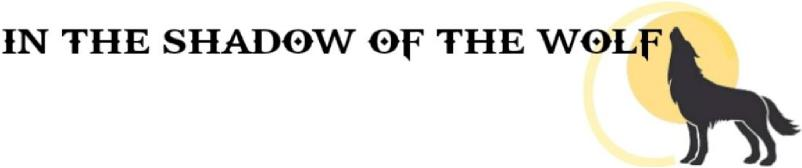 IN THE SHADOW OF THE WOLF